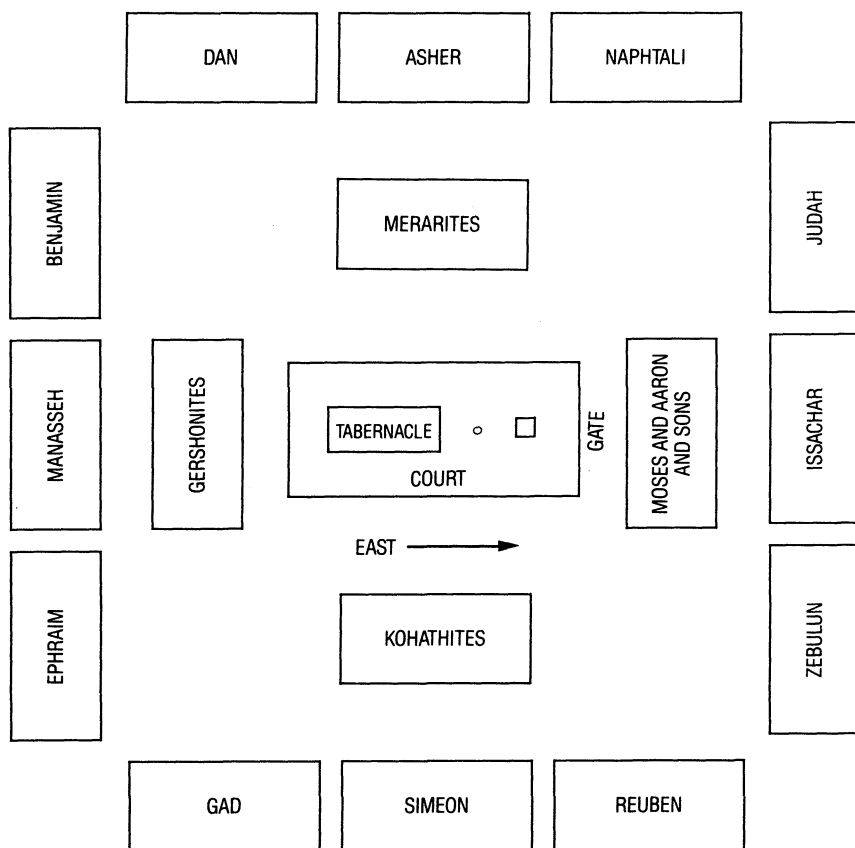 DAN
ASHER
NAPHTALI
BENJAMIN
MERARITES
JUDAH
MANASSEH
GERSHONITES
TABERNACLE
COURT
GATE
MOSES AND AARON
AND SONS
ISSACHAR
EAST
EPHRAIM
KOHATHITES
ZEBULUN
GAD
SIMEON
REUBEN